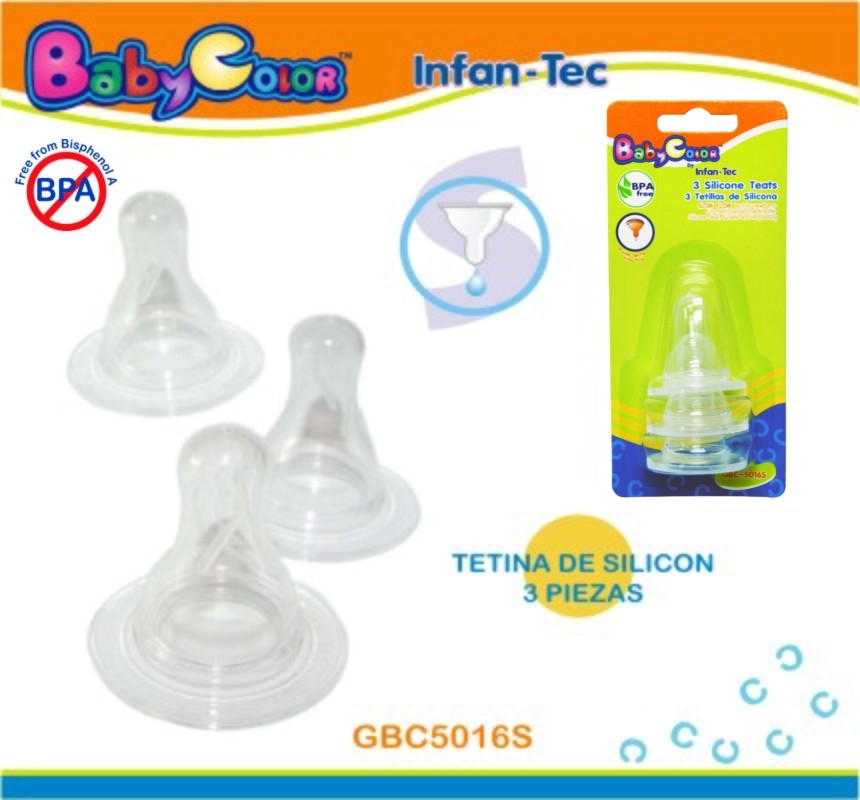 BabyColor™
Infan-Tec
Free from Bisphenol A
BPA
S
BabyColor
by
Infan-Tec
BPA
free
3 Silicone Teats
3 Tetillas de Silicona
GBC-5016S
TETINA DE SILICON
3 PIEZAS
GBC5016S